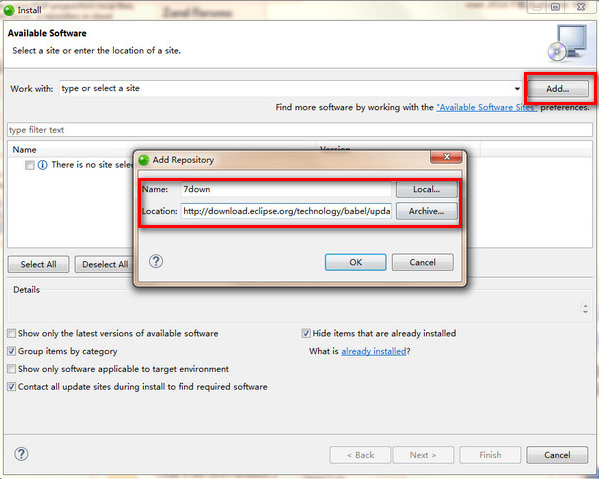 Install
Available Software
Select a site or enter the location of a site.
Work with: type or select a site Add...
Find more software by working with the "Available Software Sites" preferences.
type filter text
Name Version
There is no site selec
Add Repository
Name: 7down Local...
Location: http://download.eclipse.org/technology/babel/upda Archive...
OK Cancel
Select All Deselect All
Details
Show only the latest versions of available software Hide items that are already installed
Group items by category What is already installed?
Show only software applicable to target environment
Contact all update sites during install to find required software
< Back Next > Finish Cancel